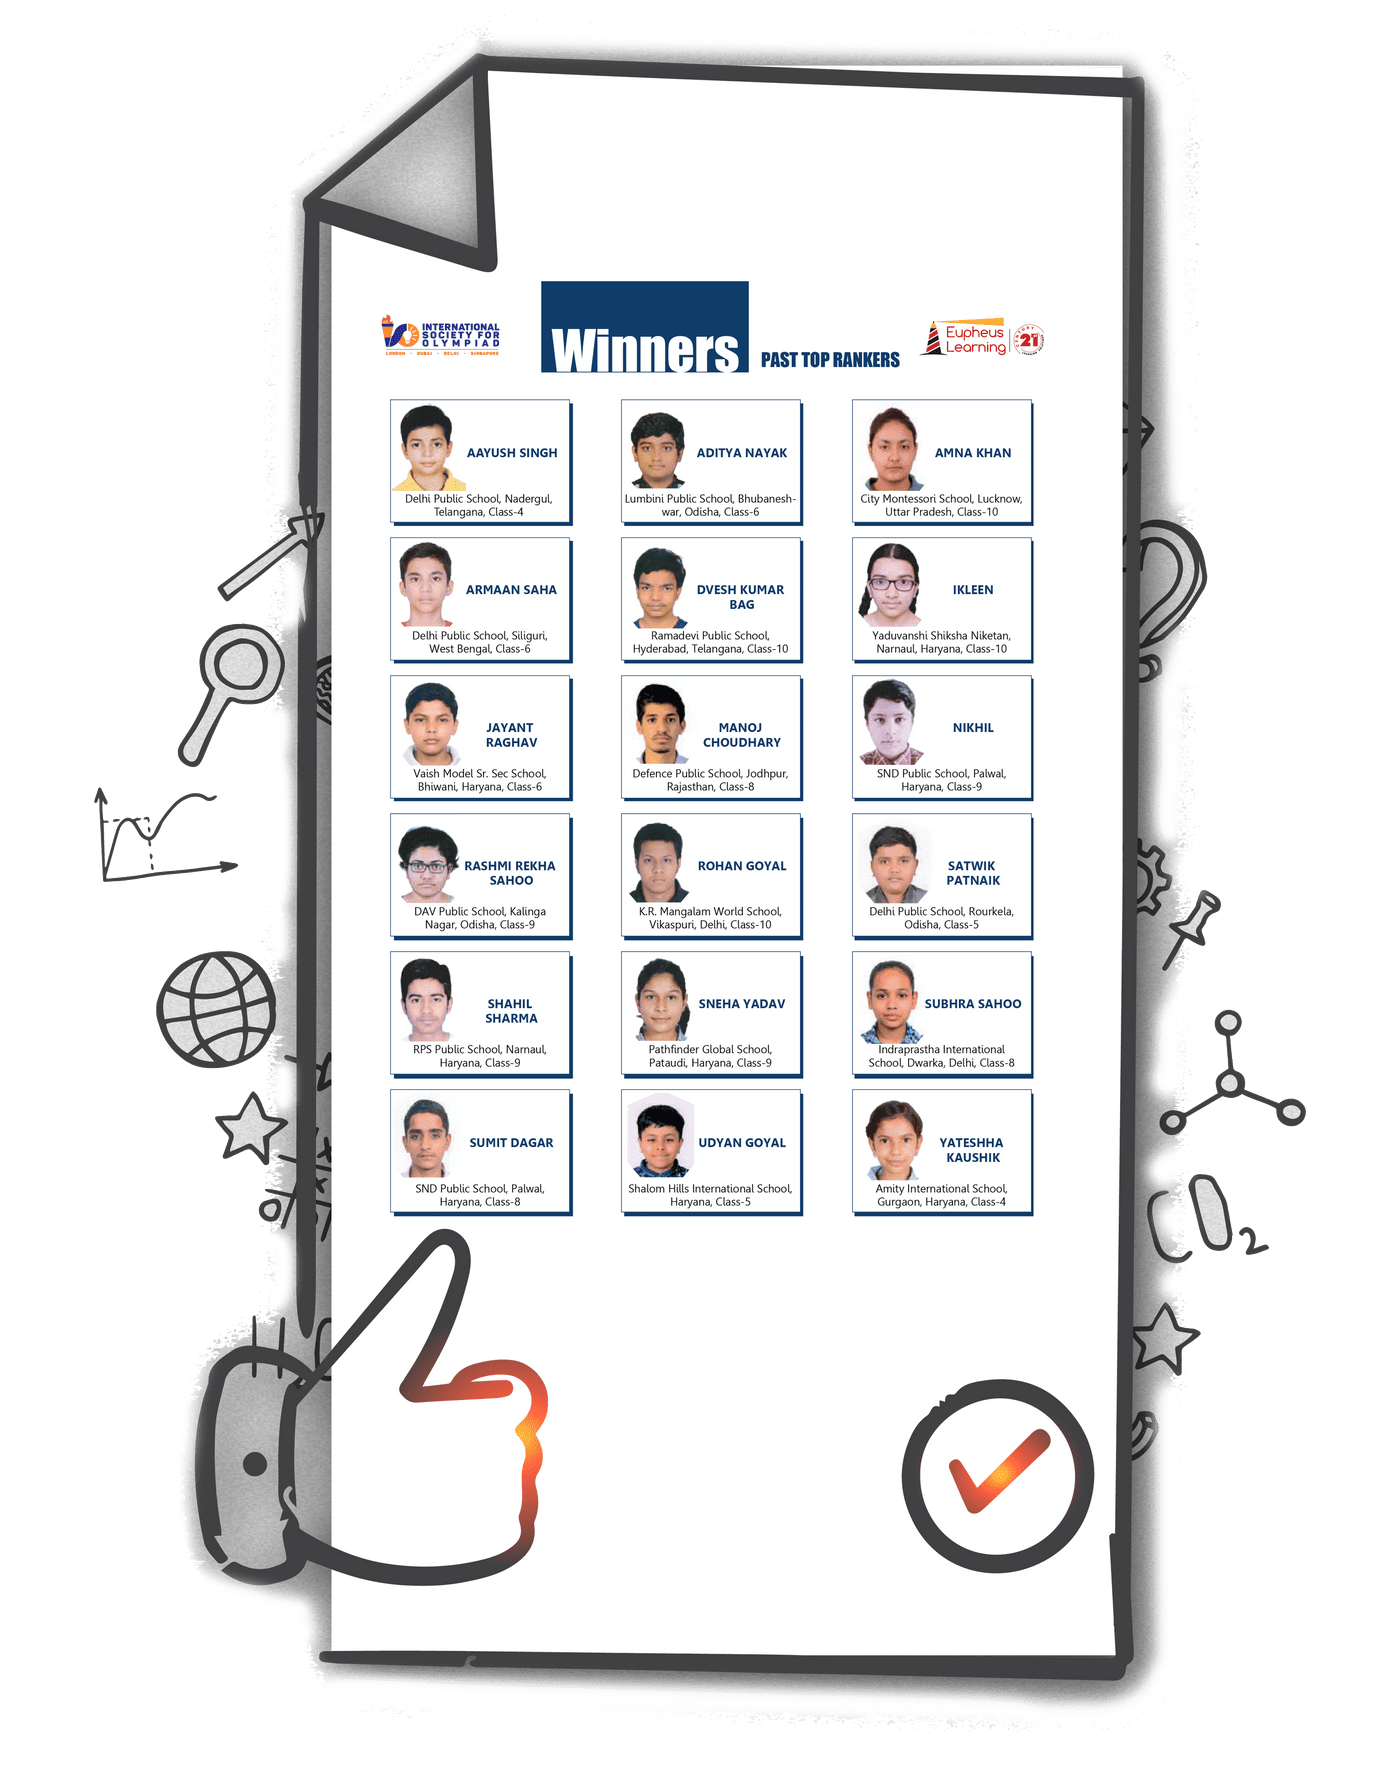 INTERNATIONAL
SOCIETY FOR
OLYMPIAD
LONDON • DUBAI • DELHI • SINGAPORE
Winners
PAST TOP RANKERS
Eupheus
Learning
21
AAYUSH SINGH
Delhi Public School, Nadergul,
Telangana, Class-4
ADITYA NAYAK
Lumbini Public School, Bhubanesh-
war, Odisha, Class-6
AMNA KHAN
City Montessori School, Lucknow,
Uttar Pradesh, Class-10
ARMAAN SAHA
Delhi Public School, Siliguri,
West Bengal, Class-6
DVESH KUMAR
BAG
Ramadevi Public School,
Hyderabad, Telangana, Class-10
IKLEEN
Yaduvanshi Shiksha Niketan,
Narnaul, Haryana, Class-10
JAYANT
RAGHAV
Vaish Model Sr. Sec School,
Bhiwani, Haryana, Class-6
MANOJ
CHOUDHARY
Defence Public School, Jodhpur,
Rajasthan, Class-8
NIKHIL
SND Public School, Palwal,
Haryana, Class-9
RASHMI REKHA
SAHOO
DAV Public School, Kalinga
Nagar, Odisha, Class-9
ROHAN GOYAL
K.R. Mangalam World School,
Vikaspuri, Delhi, Class-10
SATWIK
PATNAIK
Delhi Public School, Rourkela,
Odisha, Class-5
SHAHIL
SHARMA
RPS Public School, Narnaul,
Haryana, Class-9
SNEHA YADAV
Pathfinder Global School,
Pataudi, Haryana, Class-9
SUBHRA SAHOO
Indraprastha International
School, Dwarka, Delhi, Class-8
SUMIT DAGAR
SND Public School, Palwal,
Haryana, Class-8
UDYAN GOYAL
Shalom Hills International School,
Haryana, Class-5
YATESHHA
KAUSHIK
Amity International School,
Gurgaon, Haryana, Class-4
CO2